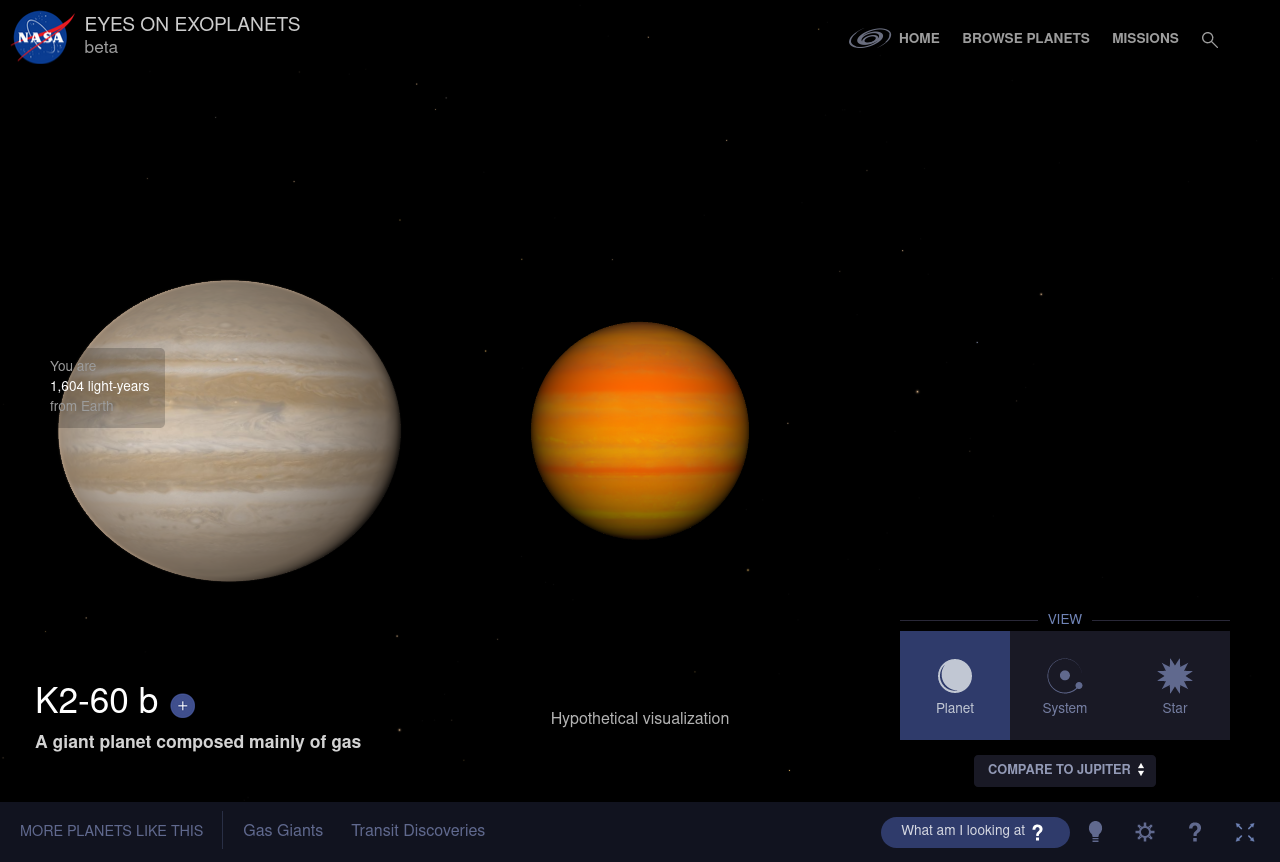 NASA
EYES ON EXOPLANETS
beta
HOME
BROWSE PLANETS
MISSIONS
You are
1,604 light-years
from Earth
K2-60 b
+
A giant planet composed mainly of gas
Hypothetical visualization
VIEW
Planet
System
Star
COMPARE TO JUPITER
MORE PLANETS LIKE THIS
Gas Giants
Transit Discoveries
What am I looking at ?
?